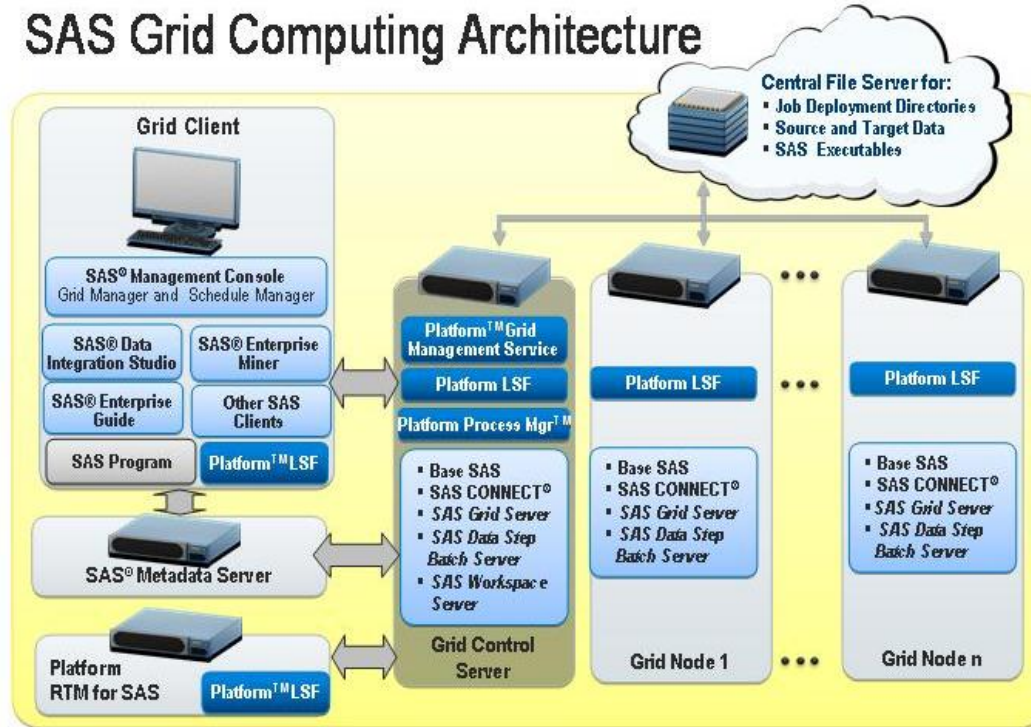 SAS Grid Computing Architecture
Central File Server for:
▪ Job Deployment Directories
▪ Source and Target Data
▪ SAS Executables
Grid Client
SAS® Management Console
Grid Manager and Schedule Manager
SAS® Data
Integration Studio
SAS® Enterprise
Miner
SAS® Enterprise
Guide
Other SAS
Clients
SAS Program
Platform™LSF
SAS® Metadata Server
Platform
RTM for SAS
Platform™LSF
Platform™Grid
Management Service
Platform LSF
Platform Process Mgr™
▪ Base SAS
▪ SAS CONNECT®
▪ SAS Grid Server
▪ SAS Data Step
Batch Server
▪ SAS Workspace
Server
Grid Control
Server
Platform LSF
▪ Base SAS
▪ SAS CONNECT®
▪ SAS Grid Server
▪ SAS Data Step
Batch Server
Grid Node 1
Platform LSF
▪ Base SAS
▪ SAS CONNECT®
▪ SAS Grid Server
▪ SAS Data Step
Batch Server
Grid Node n